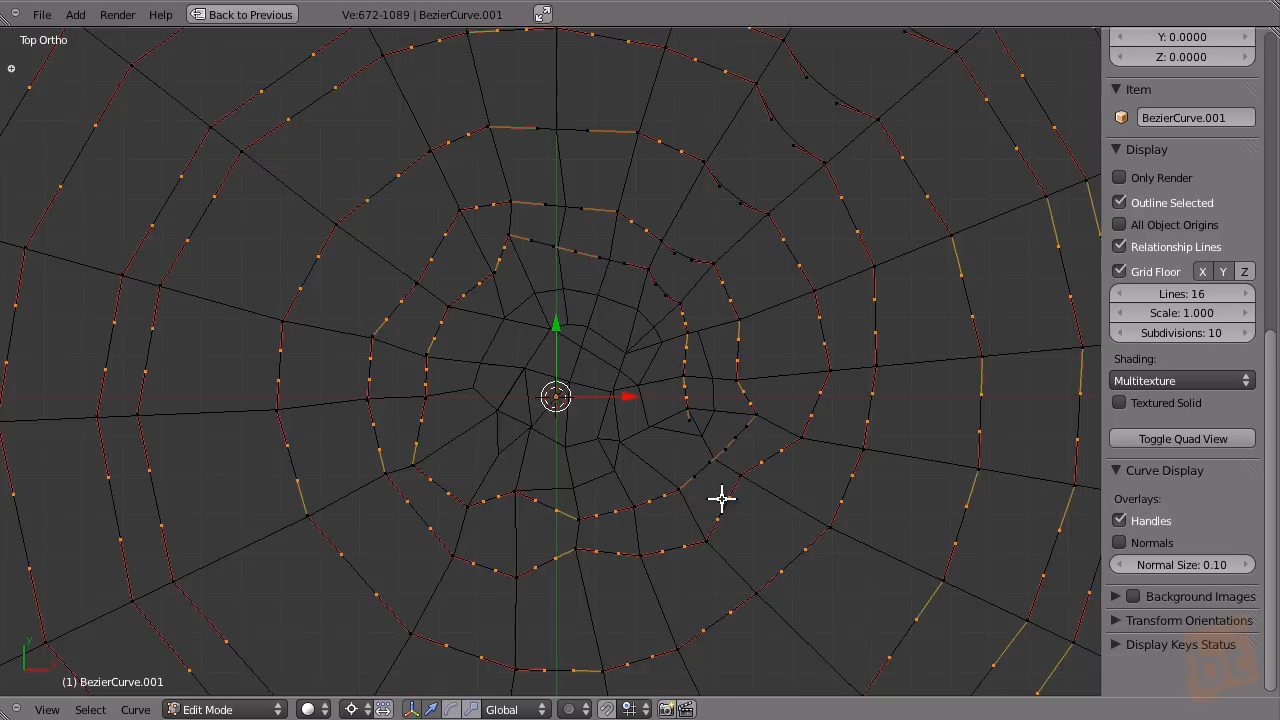 File Add Render Help Back to Previous Ve:672-1089 | BezierCurve.001
Top Ortho
Y: 0.0000
Z: 0.0000
Item
BezierCurve.001
Display
Only Render
Outline Selected
All Object Origins
Relationship Lines
Grid Floor X Y Z
Lines: 16
Scale: 1.000
Subdivisions: 10
Shading:
Multitexture
Textured Solid
Toggle Quad View
Curve Display
Overlays:
Handles
Normals
Normal Size: 0.10
Background Images
Transform Orientations
Display Keys Status
y
(1) BezierCurve.001
View Select Curve Edit Mode Global